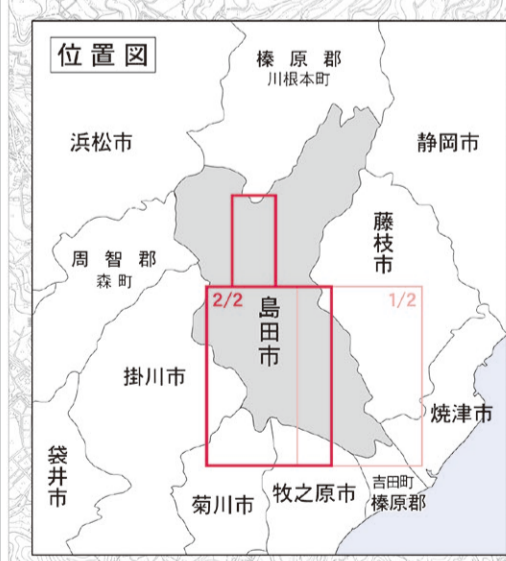 位置図
榛原郡
川根本町
浜松市
静岡市
藤枝市
周智郡
森町
2/2
1/2
島田市
掛川市
焼津市
袋井市
吉田町
榛原郡
菊川市
牧之原市